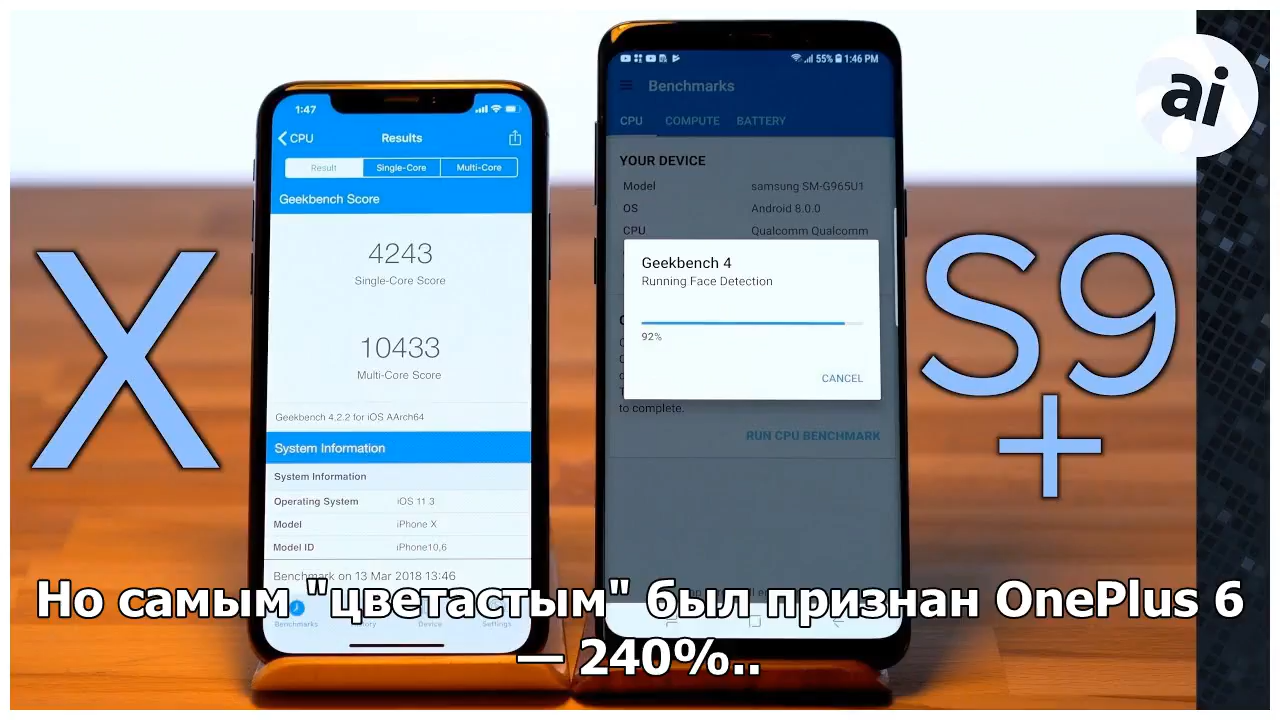 ai
X
S9
+
1:47
CPU
Results
Result
Single-Core
Multi-Core
Geekbench Score
4243
Single-Core Score
10433
Multi-Core Score
Geekbench 4.2.2 for iOS AArch64
System Information
System Information
Operating System iOS 11.3
Model iPhone X
Model ID iPhone10,6
Benchmark on 13 Mar 2018 13:46
Benchmarks
Device
Settings
55% 1:46 PM
Benchmarks
CPU COMPUTE BATTERY
YOUR DEVICE
Model samsung SM-G965U1
OS Android 8.0.0
CPU Qualcomm Qualcomm
Geekbench 4
Running Face Detection
92%
CANCEL
to complete.
RUN CPU BENCHMARK
Но самым "цветастым" был признан OnePlus 6
— 240%..